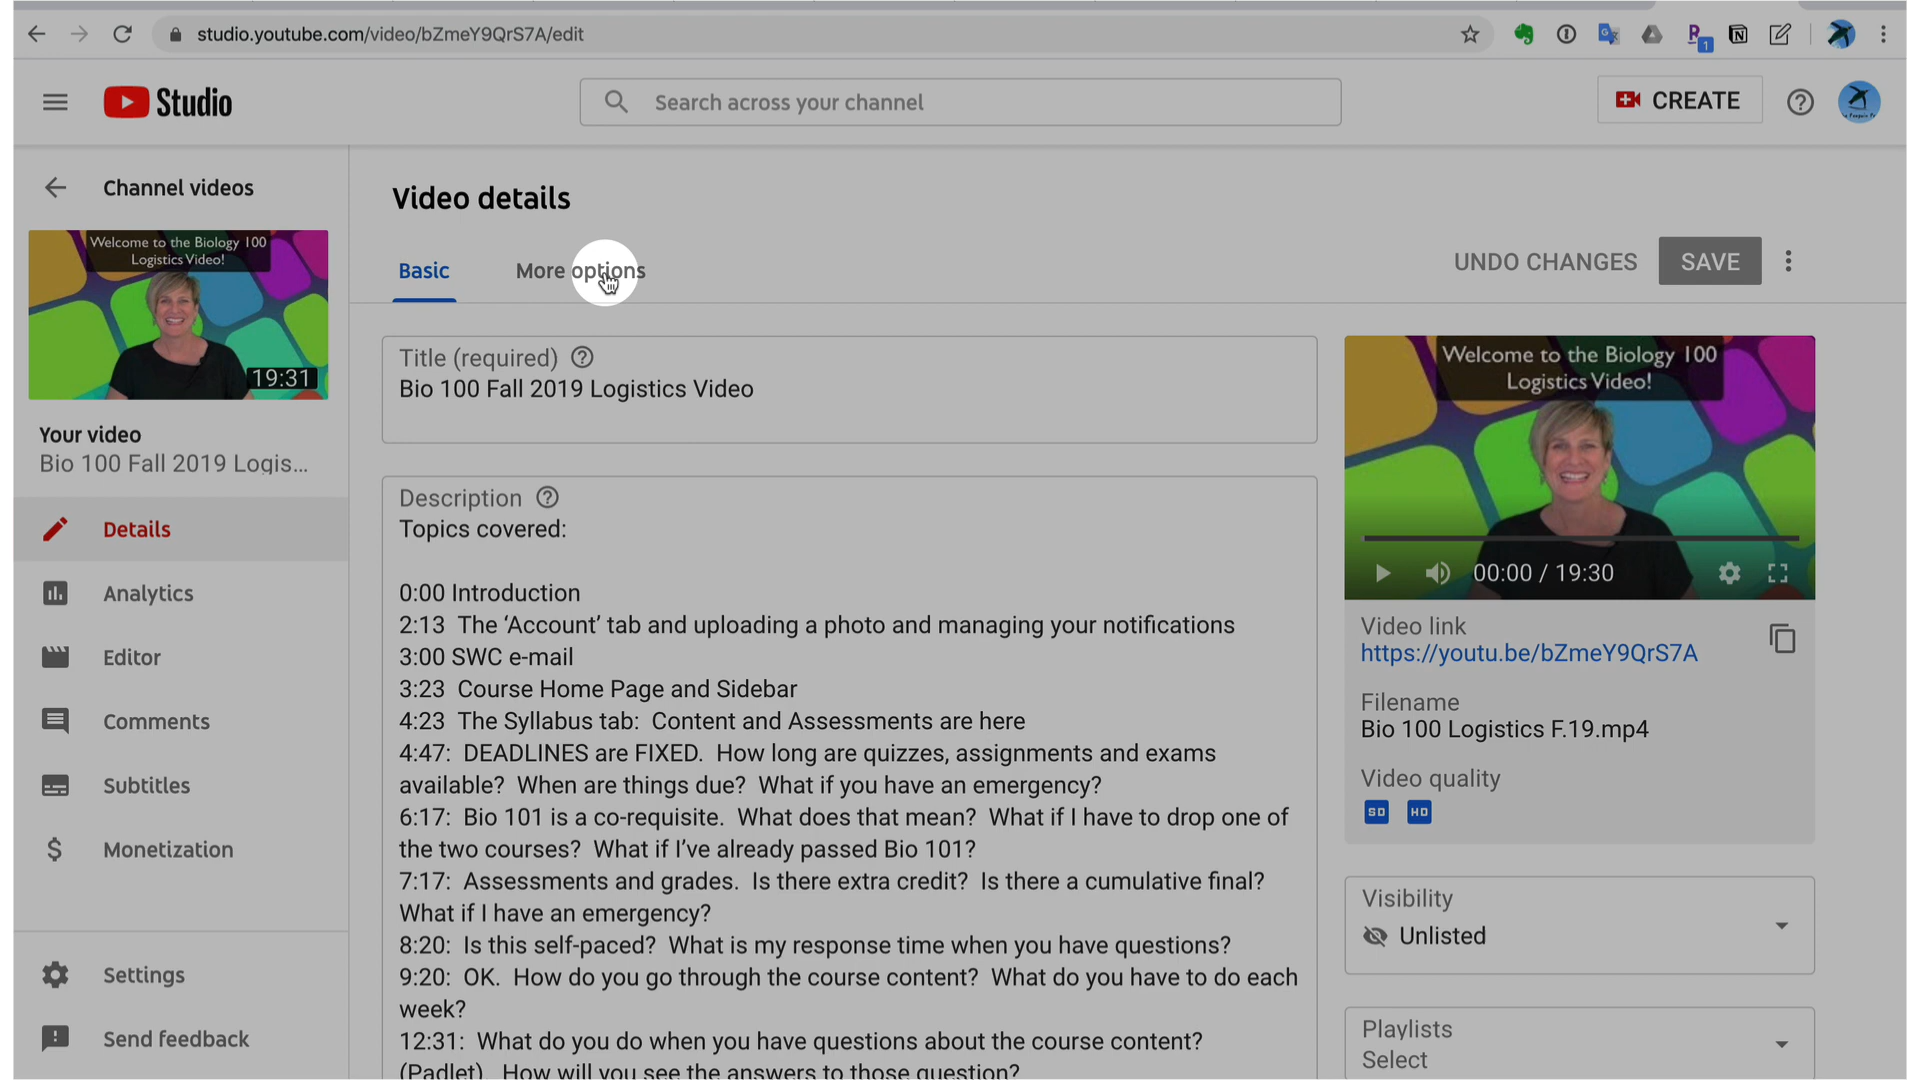 studio.youtube.com/video/bZmeY9QrS7A/edit
1
Studio
Search across your channel
CREATE
Channel videos
Welcome to the Biology 100
Logistics Video!
19:31
Your video
Bio 100 Fall 2019 Logis...
Details
Analytics
Editor
Comments
Subtitles
Monetization
Settings
Send feedback
Video details
Basic
More options
UNDO CHANGES
SAVE
Title (required)
Bio 100 Fall 2019 Logistics Video
Description
Topics covered:
0:00 Introduction
2:13  The ‘Account’ tab and uploading a photo and managing your notifications
3:00 SWC e-mail
3:23  Course Home Page and Sidebar
4:23  The Syllabus tab:  Content and Assessments are here
4:47:  DEADLINES are FIXED.  How long are quizzes, assignments and exams
available?  When are things due?  What if you have an emergency?
6:17:  Bio 101 is a co-requisite.  What does that mean?  What if I have to drop one of
the two courses?  What if I’ve already passed Bio 101?
7:17:  Assessments and grades.  Is there extra credit?  Is there a cumulative final?
What if I have an emergency?
8:20:  Is this self-paced?  What is my response time when you have questions?
9:20:  OK.  How do you go through the course content?  What do you have to do each
week?
12:31:  What do you do when you have questions about the course content?
(Padlet)  How will you see the answers to those question?
Welcome to the Biology 100
Logistics Video!
00:00 / 19:30
Video link
https://youtu.be/bZmeY9QrS7A
Filename
Bio 100 Logistics F.19.mp4
Video quality
SD HD
Visibility
Unlisted
Playlists
Select